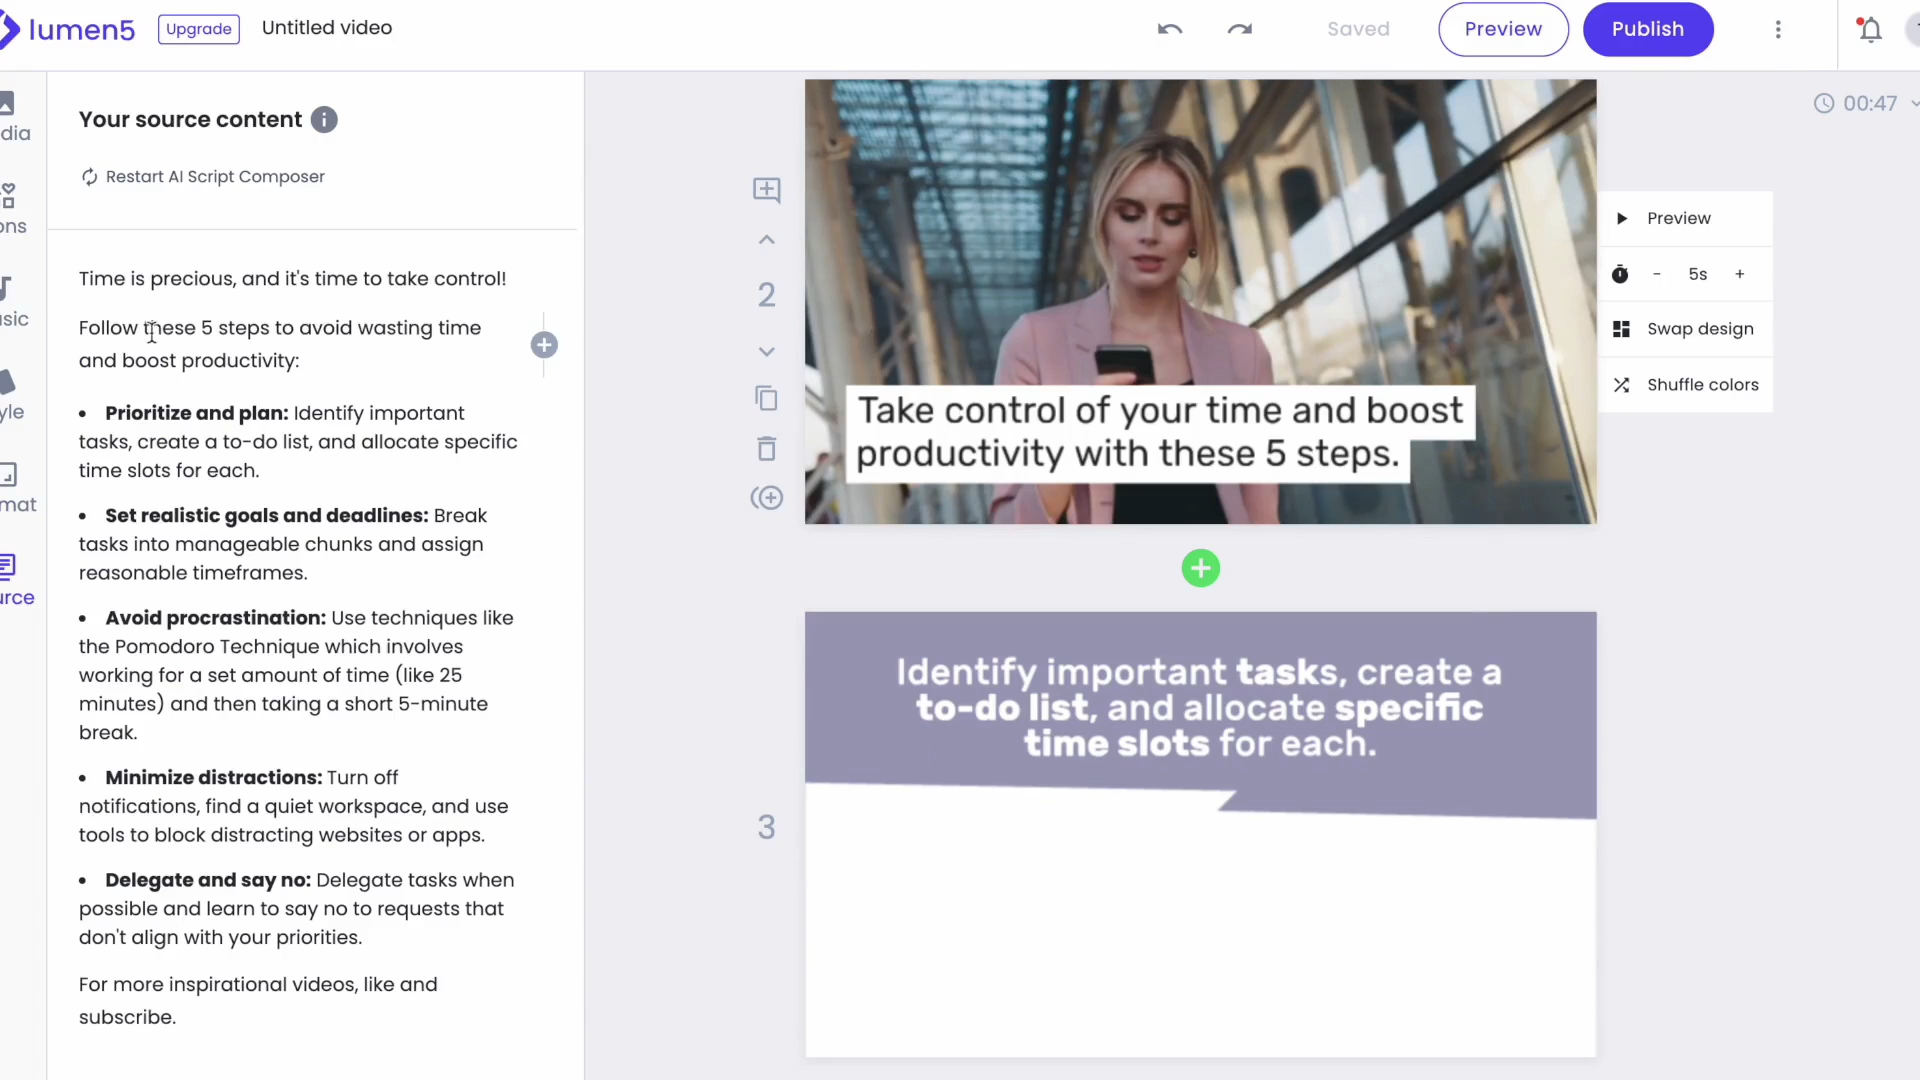 lumen5
Upgrade
Untitled video
Saved
Preview
Publish
dia
ons
sic
yle
mat
urce
Your source content
Restart AI Script Composer
Time is precious, and it's time to take control!
Follow these 5 steps to avoid wasting time
and boost productivity:
• Prioritize and plan: Identify important
tasks, create a to-do list, and allocate specific
time slots for each.
• Set realistic goals and deadlines: Break
tasks into manageable chunks and assign
reasonable timeframes.
• Avoid procrastination: Use techniques like
the Pomodoro Technique which involves
working for a set amount of time (like 25
minutes) and then taking a short 5-minute
break.
• Minimize distractions: Turn off
notifications, find a quiet workspace, and use
tools to block distracting websites or apps.
• Delegate and say no: Delegate tasks when
possible and learn to say no to requests that
don't align with your priorities.
For more inspirational videos, like and
subscribe.
2
Take control of your time and boost
productivity with these 5 steps.
3
Identify important tasks, create a
to-do list, and allocate specific
time slots for each.
00:47
Preview
- 5s +
Swap design
Shuffle colors